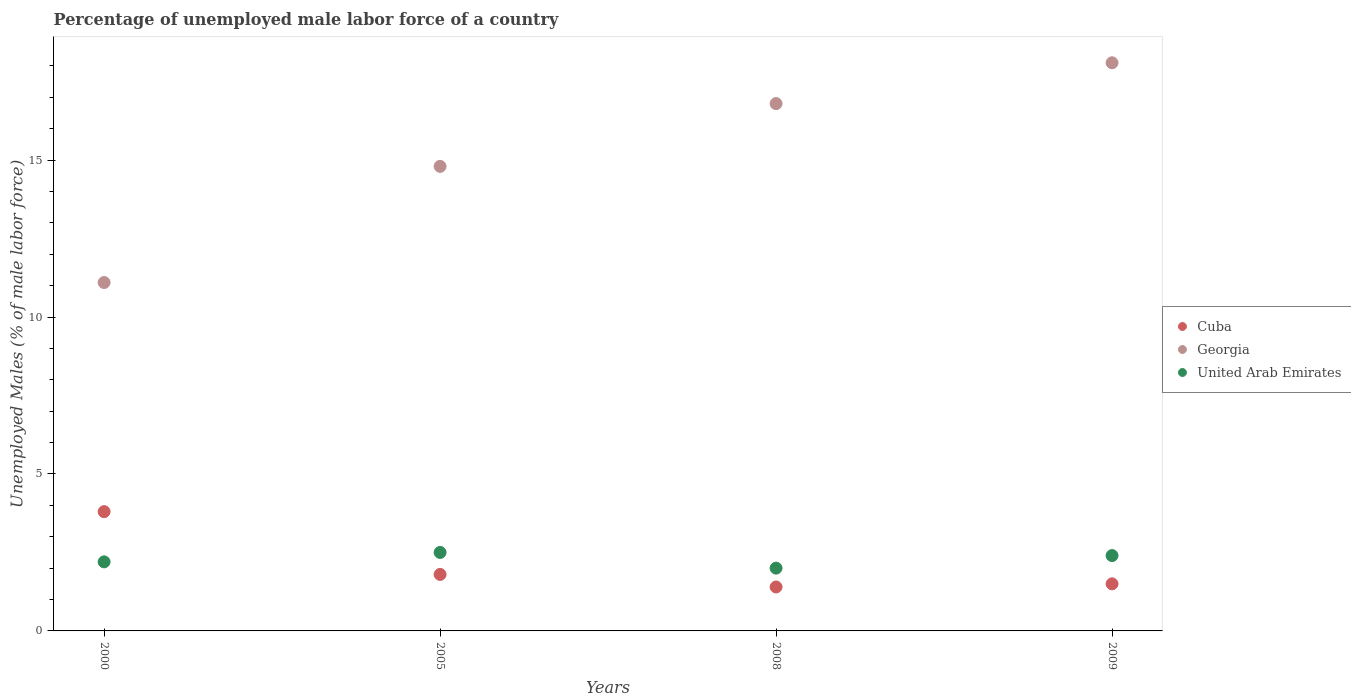 Percentage of unemployed male labor force of a country
Unemployed Males (% of male labor force)
0
5
10
15
2000
2005
2008
2009
Years
Cuba
Georgia
United Arab Emirates